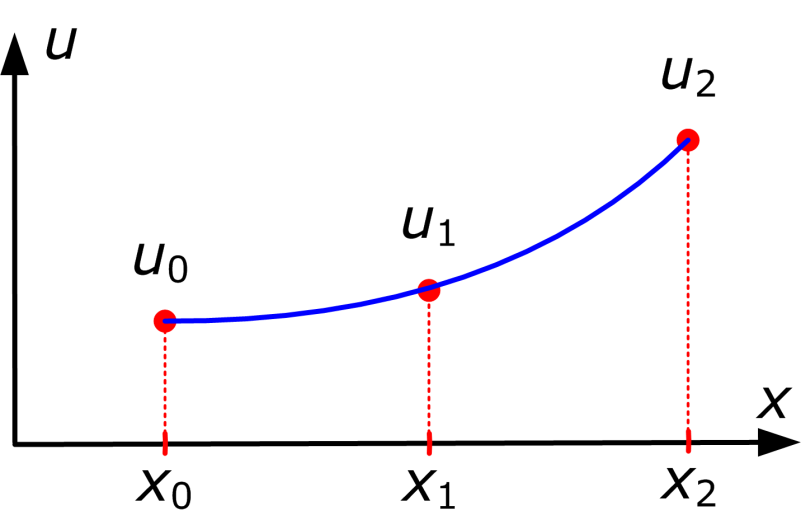 u
u₂
u₁
u₀
x
x₀ x₁ x₂